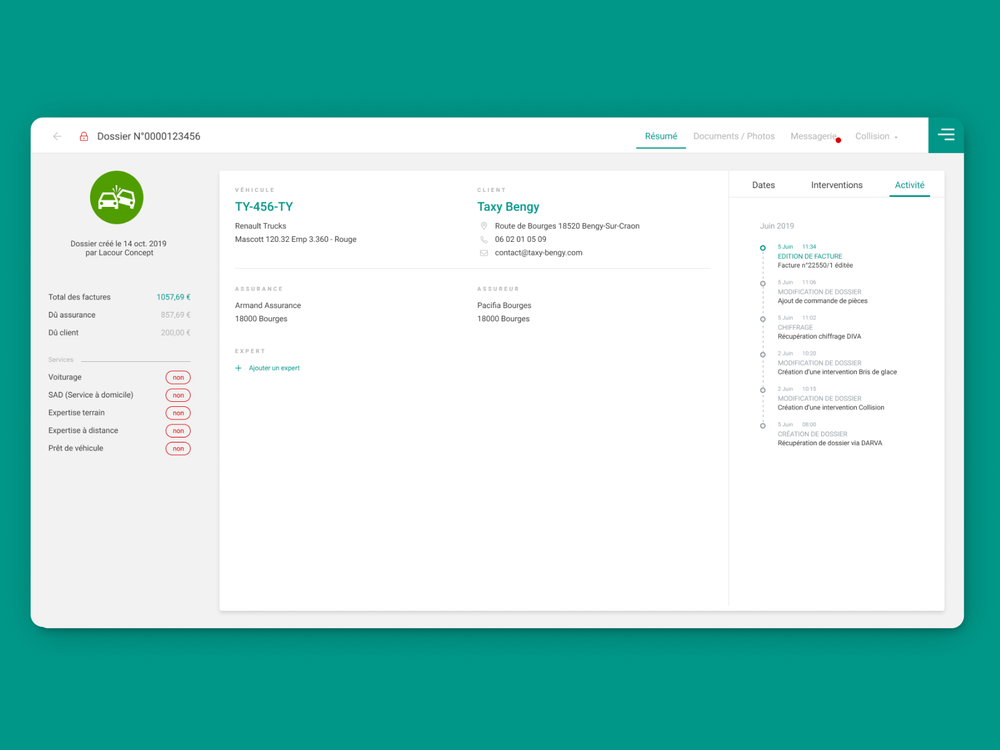 Dossier N°0000123456
Résumé
Documents / Photos
Messagerie
Collision
Dossier créé le 14 oct. 2019
par Lacour Concept
Total des factures 1057,69 €
Dû assurance 857,69 €
Dû client 200,00 €
Services
Voiturage non
SAD (Service à domicile) non
Expertise terrain non
Expertise à distance non
Prêt de véhicule non
VÉHICULE
TY-456-TY
Renault Trucks
Mascott 120.32 Emp 3.360 - Rouge
CLIENT
Taxy Bengy
Route de Bourges 18520 Bengy-Sur-Craon
06 02 01 05 09
contact@taxy-bengy.com
ASSURANCE
Armand Assurance
18000 Bourges
ASSUREUR
Pacifia Bourges
18000 Bourges
EXPERT
+ Ajouter un expert
Dates
Interventions
Activité
Juin 2019
5 Juin 11:34
EDITION DE FACTURE
Facture n°22550/1 éditée
5 Juin 11:06
MODIFICATION DE DOSSIER
Ajout de commande de pièces
5 Juin 11:02
CHIFFRAGE
Récupération chiffrage DIVA
2 Juin 10:20
MODIFICATION DE DOSSIER
Création d'une intervention Bris de glace
2 Juin 10:15
MODIFICATION DE DOSSIER
Création d'une intervention Collision
5 Juin 08:00
CRÉATION DE DOSSIER
Récupération de dossier via DARVA